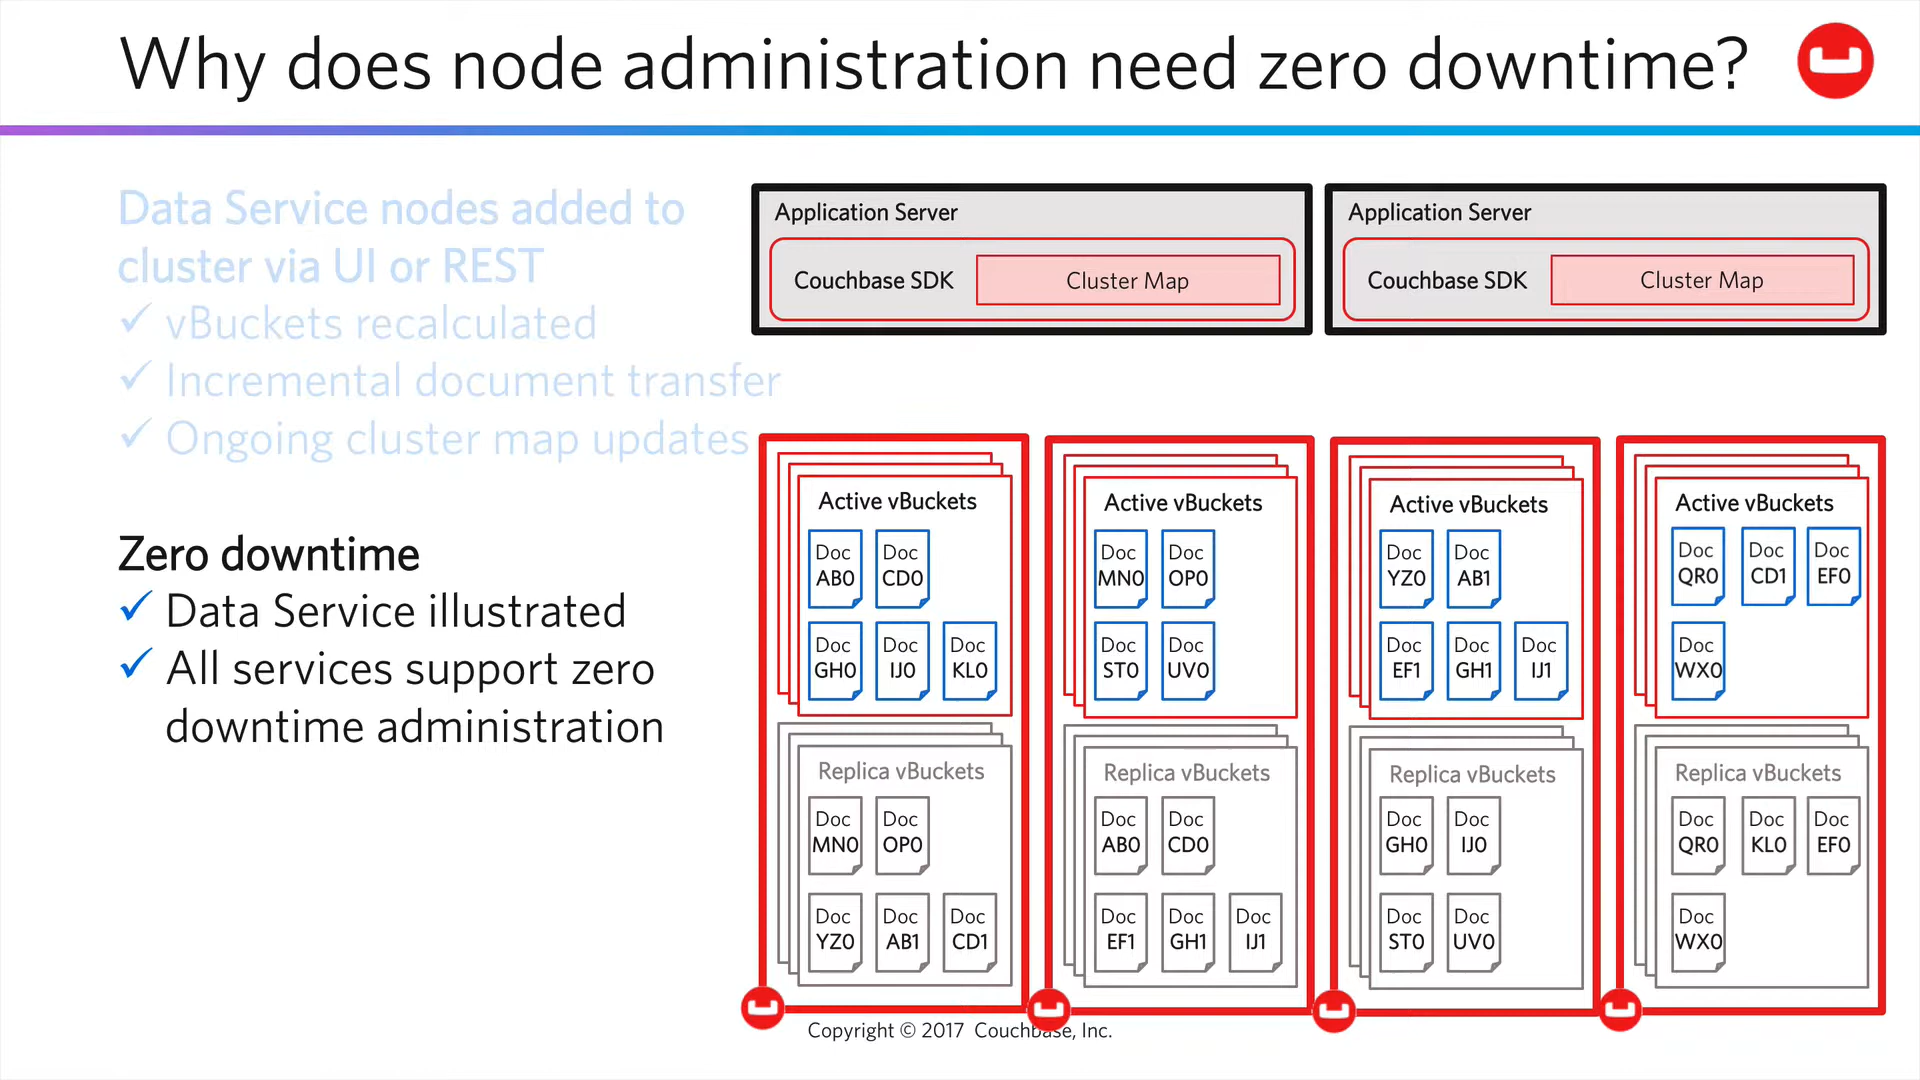 Why does node administration need zero downtime?
Data Service nodes added to
cluster via UI or REST
✓ vBuckets recalculated
✓ Incremental document transfer
✓ Ongoing cluster map updates
Zero downtime
✓ Data Service illustrated
✓ All services support zero
downtime administration
Application Server
Couchbase SDK
Cluster Map
Application Server
Couchbase SDK
Cluster Map
Active vBuckets
Doc AB0
Doc CD0
Doc GH0
Doc IJ0
Doc KL0
Replica vBuckets
Doc MN0
Doc OP0
Doc YZ0
Doc AB1
Doc CD1
Active vBuckets
Doc MN0
Doc OP0
Doc ST0
Doc UV0
Replica vBuckets
Doc AB0
Doc CD0
Doc EF1
Doc GH1
Doc IJ1
Active vBuckets
Doc YZ0
Doc AB1
Doc EF1
Doc GH1
Doc IJ1
Replica vBuckets
Doc GH0
Doc IJ0
Doc ST0
Doc UV0
Active vBuckets
Doc QR0
Doc CD1
Doc EF0
Doc WX0
Replica vBuckets
Doc QR0
Doc KL0
Doc EF0
Doc WX0
Copyright © 2017 Couchbase, Inc.